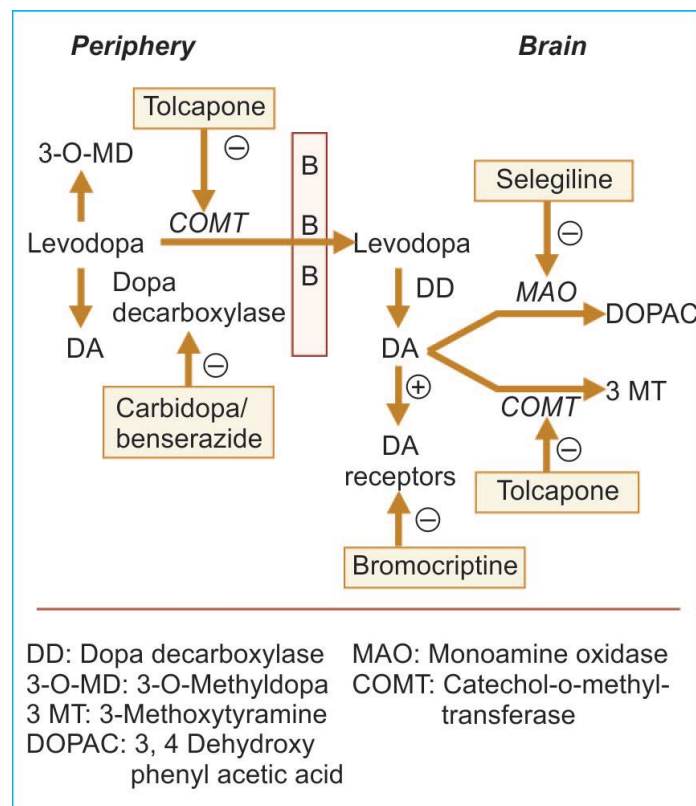 Periphery
Brain
Tolcapone
⊖
3-O-MD
B
Selegiline
COMT
B
⊖
Levodopa
Levodopa
B
Dopa
decarboxylase
DD
MAO
DOPAC
DA
DA
⊖
⊕
COMT
3 MT
Carbidopa/
benserazide
DA
receptors
⊖
Tolcapone
⊖
Bromocriptine
DD: Dopa decarboxylase
3-O-MD: 3-O-Methyldopa
3 MT: 3-Methoxytyramine
DOPAC: 3, 4 Dehydroxy
phenyl acetic acid
MAO: Monoamine oxidase
COMT: Catechol-o-methyl-
transferase